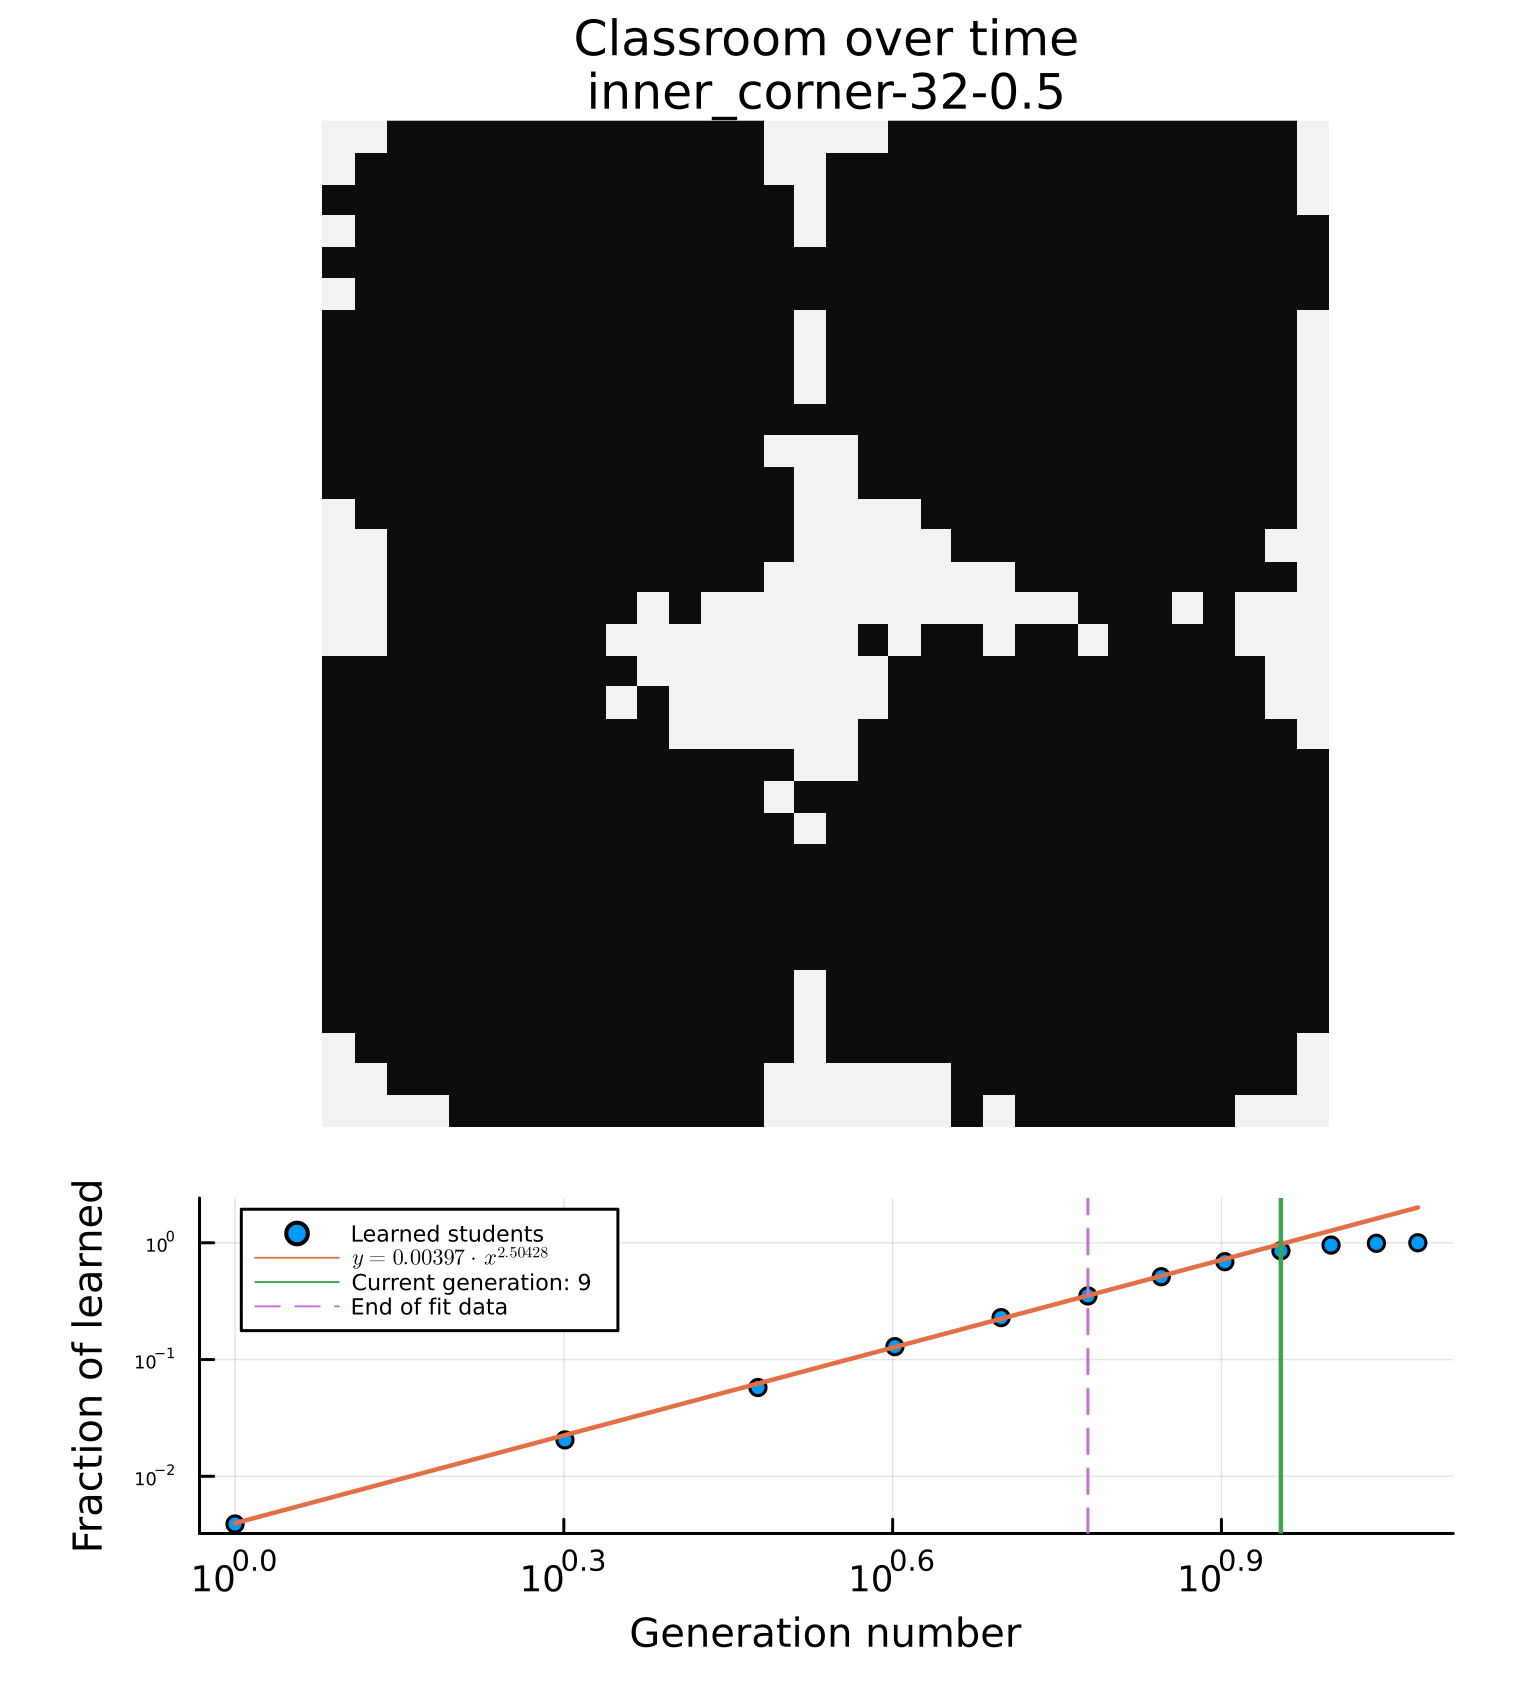 Classroom over time
inner_corner-32-0.5
Fraction of learned
10^0
10^−1
10^−2
Learned students
y = 0.00397 · x^2.50428
Current generation: 9
End of fit data
10^0.0 10^0.3 10^0.6 10^0.9
Generation number